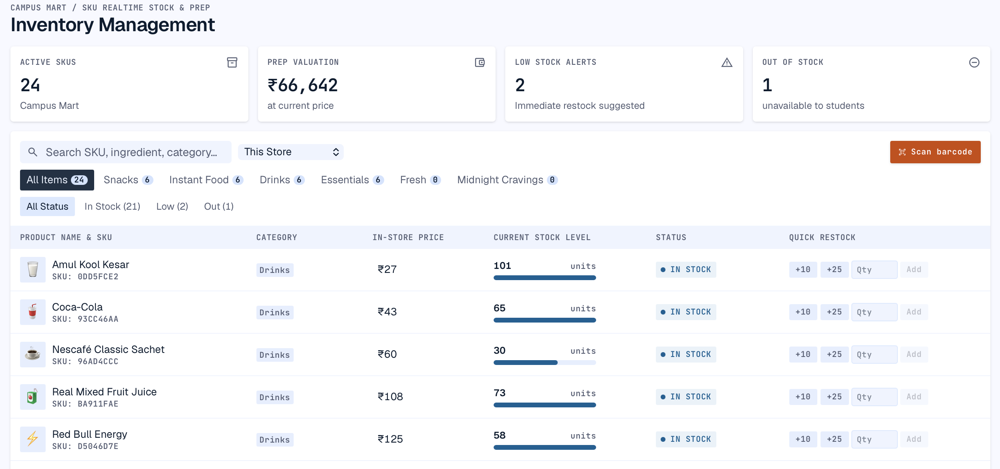 CAMPUS MART / SKU REALTIME STOCK & PREP
Inventory Management
ACTIVE SKUS
24
Campus Mart
PREP VALUATION
₹66,642
at current price
LOW STOCK ALERTS
2
Immediate restock suggested
OUT OF STOCK
1
unavailable to students
Search SKU, ingredient, category... This Store Scan barcode
All Items 24 Snacks 6 Instant Food 6 Drinks 6 Essentials 6 Fresh 0 Midnight Cravings 0
All Status In Stock (21) Low (2) Out (1)
PRODUCT NAME & SKU CATEGORY IN-STORE PRICE CURRENT STOCK LEVEL STATUS QUICK RESTOCK
Amul Kool Kesar
SKU: 0DD5FCE2
Drinks ₹27 101 units IN STOCK +10 +25 Qty Add
Coca-Cola
SKU: 93CC46AA
Drinks ₹43 65 units IN STOCK +10 +25 Qty Add
Nescafé Classic Sachet
SKU: 96AD4CCC
Drinks ₹60 30 units IN STOCK +10 +25 Qty Add
Real Mixed Fruit Juice
SKU: BA911FAE
Drinks ₹108 73 units IN STOCK +10 +25 Qty Add
Red Bull Energy
SKU: D5046D7E
Drinks ₹125 58 units IN STOCK +10 +25 Qty Add